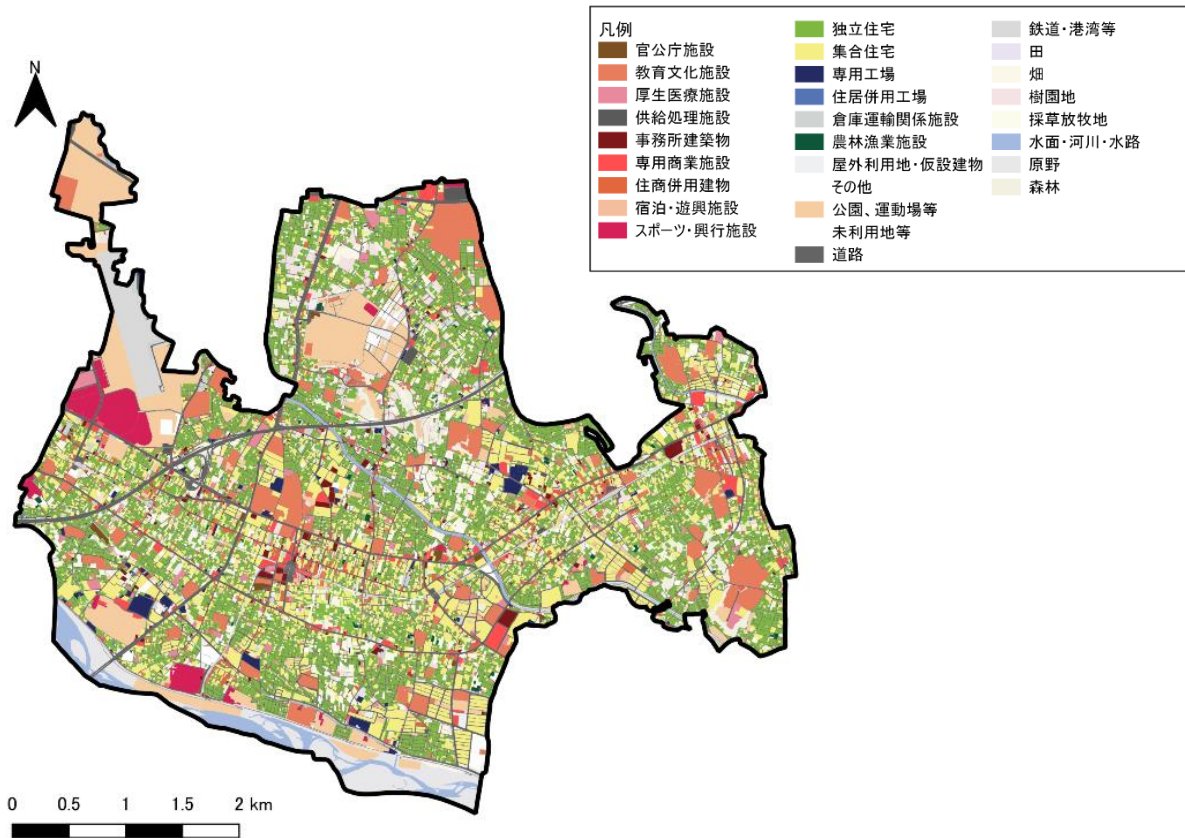 凡例
官公庁施設
教育文化施設
厚生医療施設
供給処理施設
事務所建築物
専用商業施設
住商併用建物
宿泊・遊興施設
スポーツ・興行施設
独立住宅
集合住宅
専用工場
住居併用工場
倉庫運輸関係施設
農林漁業施設
屋外利用地・仮設建物
その他
公園、運動場等
未利用地等
道路
鉄道・港湾等
田
畑
樹園地
採草放牧地
水面・河川・水路
原野
森林
N
0 0.5 1 1.5 2 km